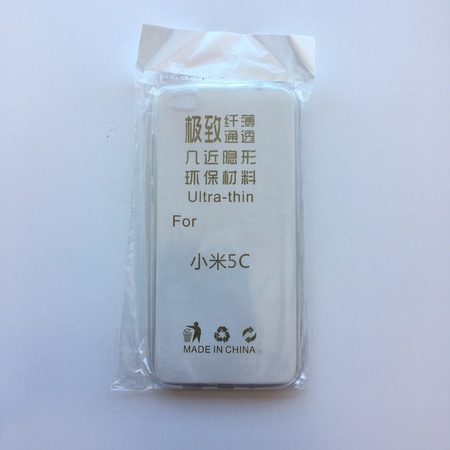 极致 纤薄
通透
几近隐形
环保材料
Ultra-thin
For
小米5C
MADE IN CHINA